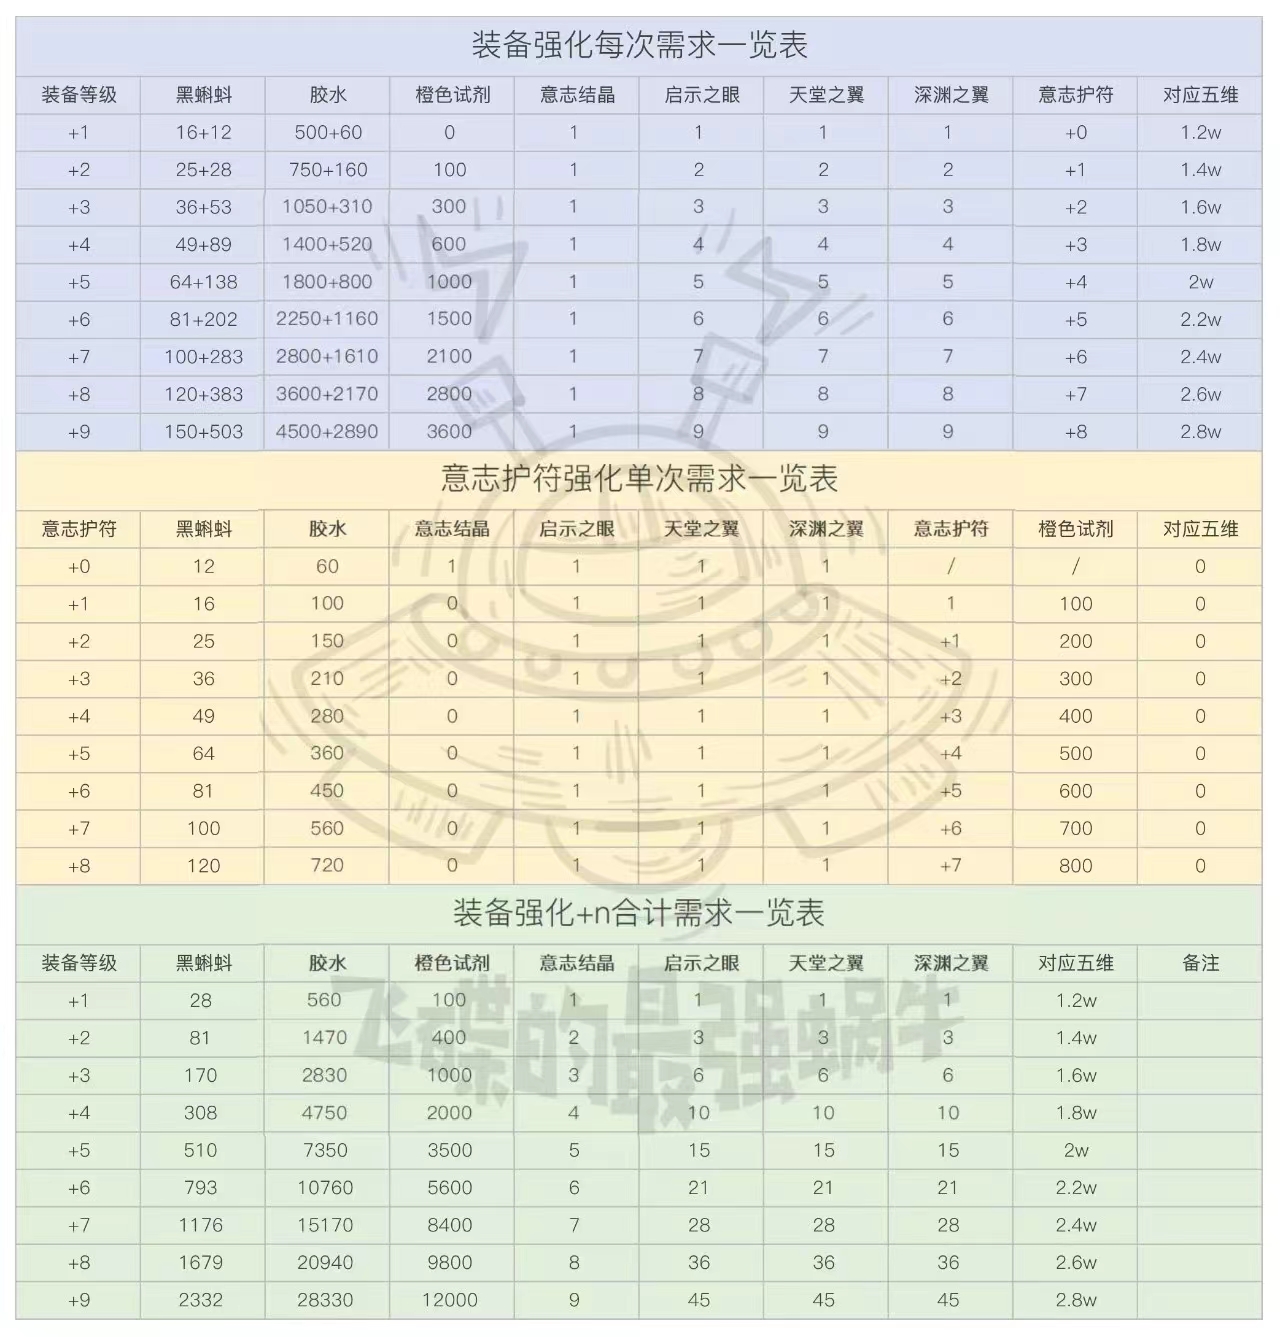 装备强化每次需求一览表
装备等级 黑蝌蚪 胶水 橙色试剂 意志结晶 启示之眼 天堂之翼 深渊之翼 意志护符 对应五维
+1 16+12 500+60 0 1 1 1 1 +0 1.2w
+2 25+28 750+160 100 1 2 2 2 +1 1.4w
+3 36+53 1050+310 300 1 3 3 3 +2 1.6w
+4 49+89 1400+520 600 1 4 4 4 +3 1.8w
+5 64+138 1800+800 1000 1 5 5 5 +4 2w
+6 81+202 2250+1160 1500 1 6 6 6 +5 2.2w
+7 100+283 2800+1610 2100 1 7 7 7 +6 2.4w
+8 120+383 3600+2170 2800 1 8 8 8 +7 2.6w
+9 150+503 4500+2890 3600 1 9 9 9 +8 2.8w
意志护符强化单次需求一览表
意志护符 黑蝌蚪 胶水 意志结晶 启示之眼 天堂之翼 深渊之翼 意志护符 橙色试剂 对应五维
+0 12 60 1 1 1 1 / / 0
+1 16 100 0 1 1 1 1 100 0
+2 25 150 0 1 1 1 +1 200 0
+3 36 210 0 1 1 1 +2 300 0
+4 49 280 0 1 1 1 +3 400 0
+5 64 360 0 1 1 1 +4 500 0
+6 81 450 0 1 1 1 +5 600 0
+7 100 560 0 1 1 1 +6 700 0
+8 120 720 0 1 1 1 +7 800 0
装备强化+n合计需求一览表
装备等级 黑蝌蚪 胶水 橙色试剂 意志结晶 启示之眼 天堂之翼 深渊之翼 对应五维 备注
+1 28 560 100 1 1 1 1 1.2w
+2 81 1470 400 2 3 3 3 1.4w
+3 170 2830 1000 3 6 6 6 1.6w
+4 308 4750 2000 4 10 10 10 1.8w
+5 510 7350 3500 5 15 15 15 2w
+6 793 10760 5600 6 21 21 21 2.2w
+7 1176 15170 8400 7 28 28 28 2.4w
+8 1679 20940 9800 8 36 36 36 2.6w
+9 2332 28330 12000 9 45 45 45 2.8w
飞碟的最强蜗牛